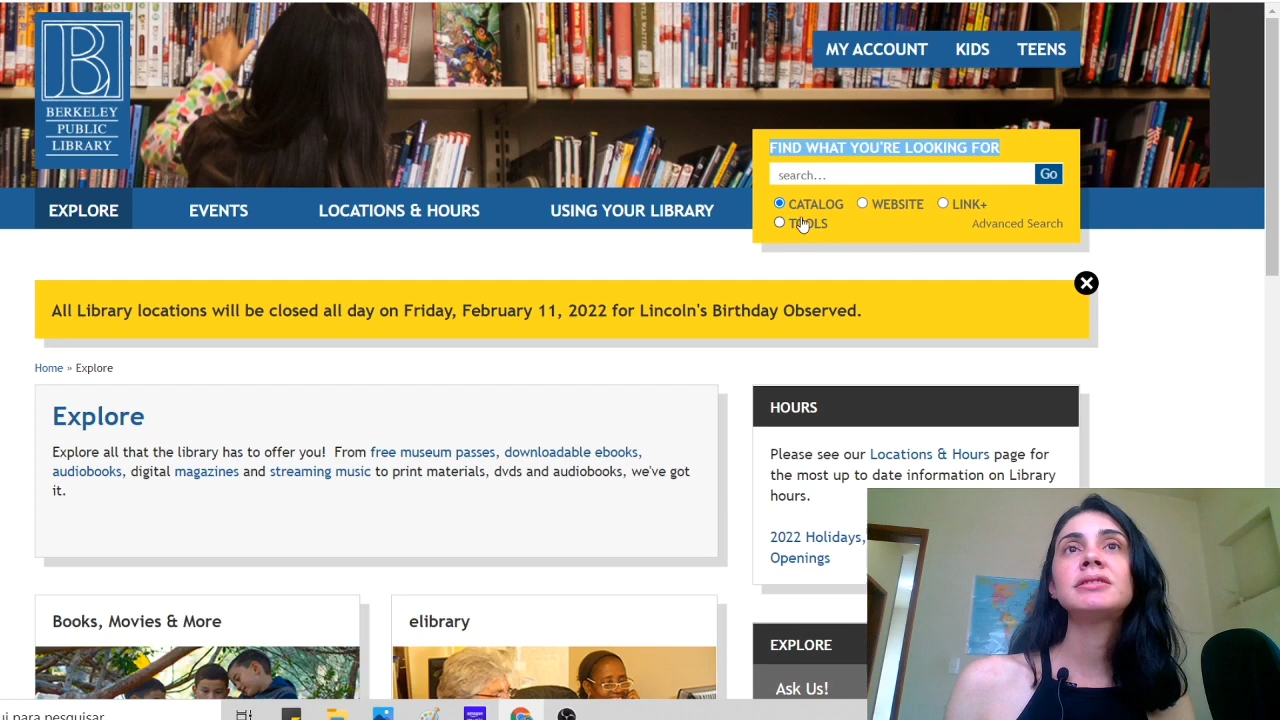 BERKELEY
PUBLIC
LIBRARY
MY ACCOUNT KIDS TEENS
FIND WHAT YOU'RE LOOKING FOR
search...
Go
CATALOG WEBSITE LINK+
TOOLS
Advanced Search
EXPLORE EVENTS LOCATIONS & HOURS USING YOUR LIBRARY
All Library locations will be closed all day on Friday, February 11, 2022 for Lincoln's Birthday Observed.
Home » Explore
Explore
Explore all that the library has to offer you! From free museum passes, downloadable ebooks,
audiobooks, digital magazines and streaming music to print materials, dvds and audiobooks, we've got
it.
HOURS
Please see our Locations & Hours page for
the most up to date information on Library
hours.
2022 Holidays,
Openings
Books, Movies & More
elibrary
EXPLORE
Ask Us!
ui para pesquisar